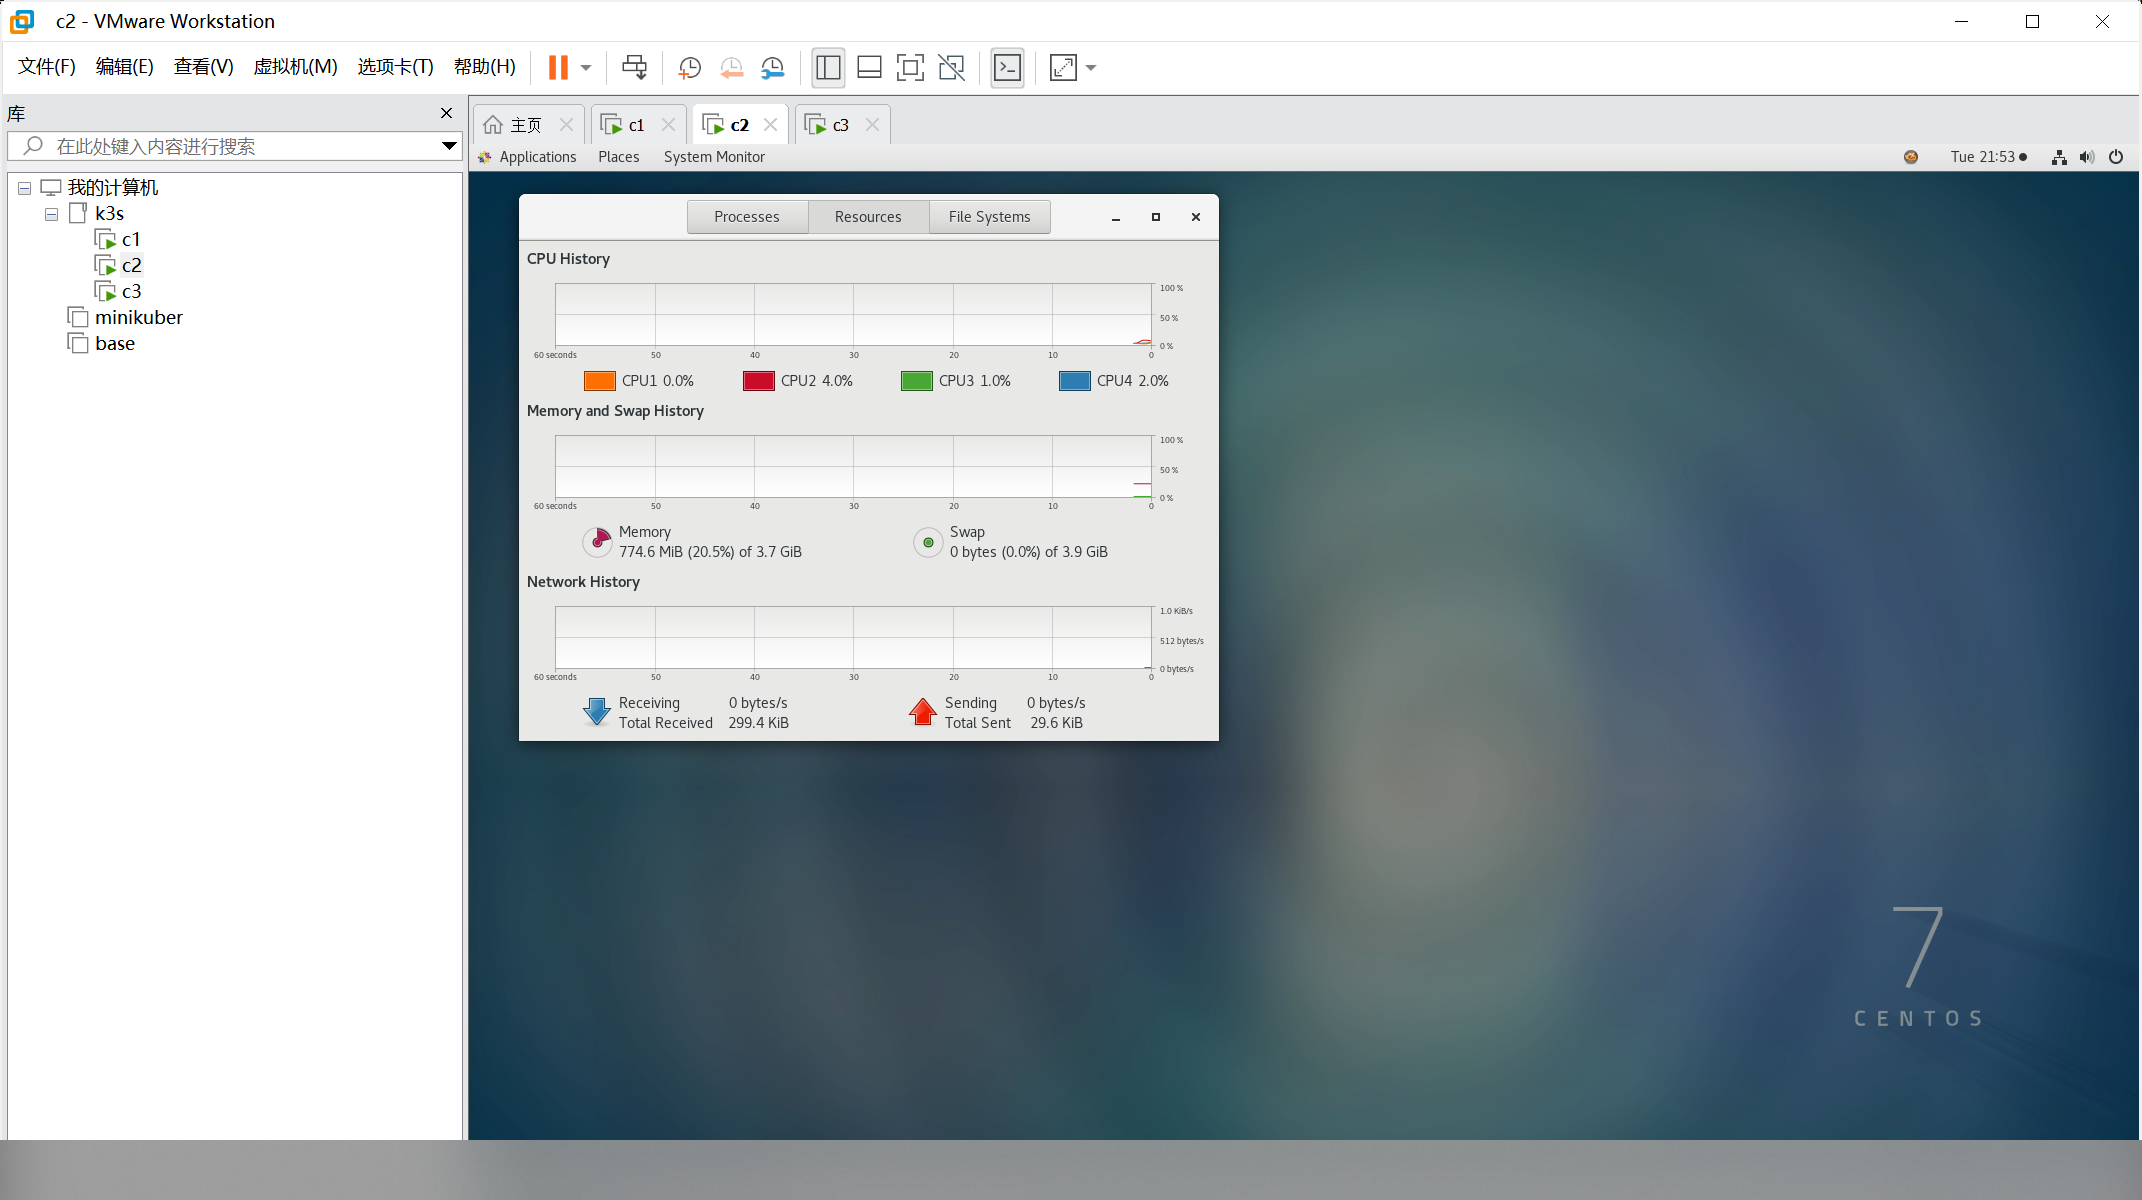 c2 - VMware Workstation
文件(F) 编辑(E) 查看(V) 虚拟机(M) 选项卡(T) 帮助(H)
库
在此处键入内容进行搜索
我的计算机
k3s
c1
c2
c3
minikuber
base
主页 c1 c2 c3
Applications Places System Monitor Tue 21:53
Processes Resources File Systems
CPU History
100 %
50 %
0 %
60 seconds 50 40 30 20 10 0
CPU1 0.0% CPU2 4.0% CPU3 1.0% CPU4 2.0%
Memory and Swap History
100 %
50 %
0 %
60 seconds 50 40 30 20 10 0
Memory
774.6 MiB (20.5%) of 3.7 GiB
Swap
0 bytes (0.0%) of 3.9 GiB
Network History
1.0 KiB/s
512 bytes/s
0 bytes/s
60 seconds 50 40 30 20 10 0
Receiving 0 bytes/s
Total Received 299.4 KiB
Sending 0 bytes/s
Total Sent 29.6 KiB
7
CENTOS